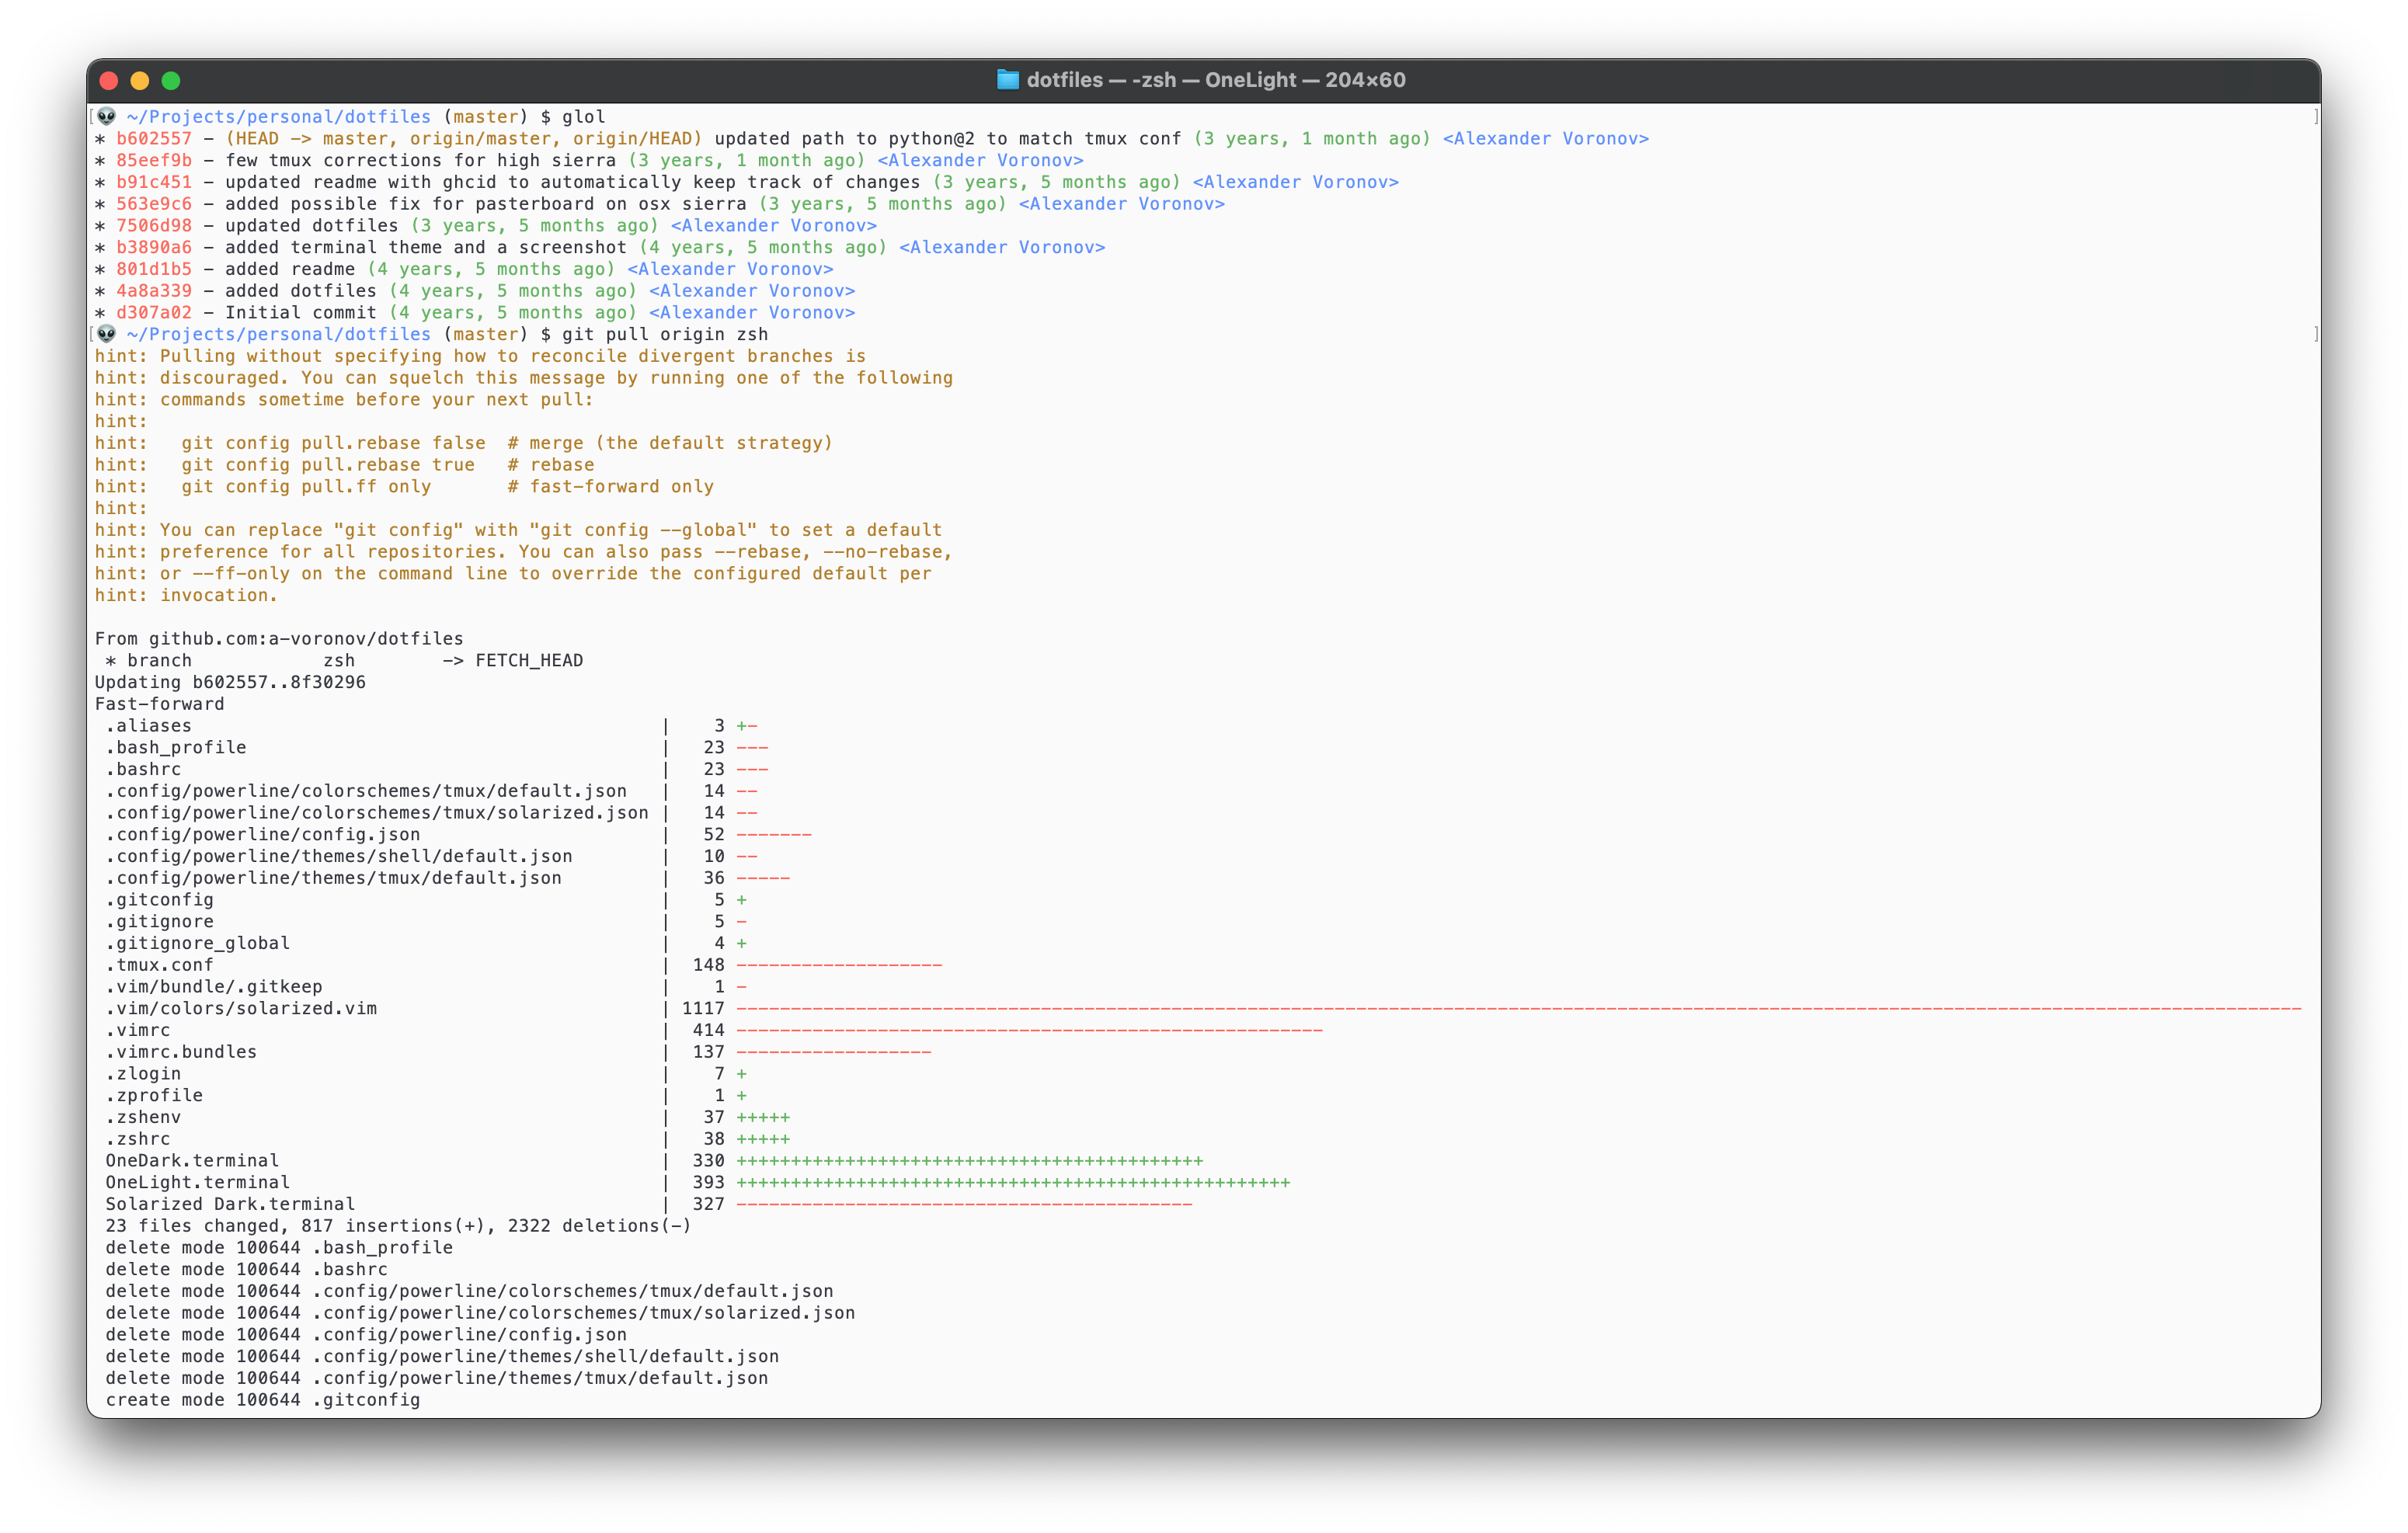 dotfiles — -zsh — OneLight — 204×60
[👽 ~/Projects/personal/dotfiles (master) $ glol ]
* b602557 - (HEAD -> master, origin/master, origin/HEAD) updated path to python@2 to match tmux conf (3 years, 1 month ago) <Alexander Voronov>
* 85eef9b - few tmux corrections for high sierra (3 years, 1 month ago) <Alexander Voronov>
* b91c451 - updated readme with ghcid to automatically keep track of changes (3 years, 5 months ago) <Alexander Voronov>
* 563e9c6 - added possible fix for pasterboard on osx sierra (3 years, 5 months ago) <Alexander Voronov>
* 7506d98 - updated dotfiles (3 years, 5 months ago) <Alexander Voronov>
* b3890a6 - added terminal theme and a screenshot (4 years, 5 months ago) <Alexander Voronov>
* 801d1b5 - added readme (4 years, 5 months ago) <Alexander Voronov>
* 4a8a339 - added dotfiles (4 years, 5 months ago) <Alexander Voronov>
* d307a02 - Initial commit (4 years, 5 months ago) <Alexander Voronov>
[👽 ~/Projects/personal/dotfiles (master) $ git pull origin zsh ]
hint: Pulling without specifying how to reconcile divergent branches is
hint: discouraged. You can squelch this message by running one of the following
hint: commands sometime before your next pull:
hint:
hint:   git config pull.rebase false  # merge (the default strategy)
hint:   git config pull.rebase true   # rebase
hint:   git config pull.ff only       # fast-forward only
hint:
hint: You can replace "git config" with "git config --global" to set a default
hint: preference for all repositories. You can also pass --rebase, --no-rebase,
hint: or --ff-only on the command line to override the configured default per
hint: invocation.
From github.com:a-voronov/dotfiles
 * branch            zsh        -> FETCH_HEAD
Updating b602557..8f30296
Fast-forward
 .aliases                                           |    3 +-
 .bash_profile                                      |   23 ---
 .bashrc                                            |   23 ---
 .config/powerline/colorschemes/tmux/default.json   |   14 --
 .config/powerline/colorschemes/tmux/solarized.json |   14 --
 .config/powerline/config.json                      |   52 -------
 .config/powerline/themes/shell/default.json        |   10 --
 .config/powerline/themes/tmux/default.json         |   36 -----
 .gitconfig                                         |    5 +
 .gitignore                                         |    5 -
 .gitignore_global                                  |    4 +
 .tmux.conf                                         |  148 -------------------
 .vim/bundle/.gitkeep                               |    1 -
 .vim/colors/solarized.vim                          | 1117 ------------------------------------------------------------------------------------------------------------------------------------------------
 .vimrc                                             |  414 ------------------------------------------------------
 .vimrc.bundles                                     |  137 ------------------
 .zlogin                                            |    7 +
 .zprofile                                          |    1 +
 .zshenv                                            |   37 +++++
 .zshrc                                             |   38 +++++
 OneDark.terminal                                   |  330 +++++++++++++++++++++++++++++++++++++++++++
 OneLight.terminal                                  |  393 +++++++++++++++++++++++++++++++++++++++++++++++++++
 Solarized Dark.terminal                            |  327 ------------------------------------------
 23 files changed, 817 insertions(+), 2322 deletions(-)
 delete mode 100644 .bash_profile
 delete mode 100644 .bashrc
 delete mode 100644 .config/powerline/colorschemes/tmux/default.json
 delete mode 100644 .config/powerline/colorschemes/tmux/solarized.json
 delete mode 100644 .config/powerline/config.json
 delete mode 100644 .config/powerline/themes/shell/default.json
 delete mode 100644 .config/powerline/themes/tmux/default.json
 create mode 100644 .gitconfig